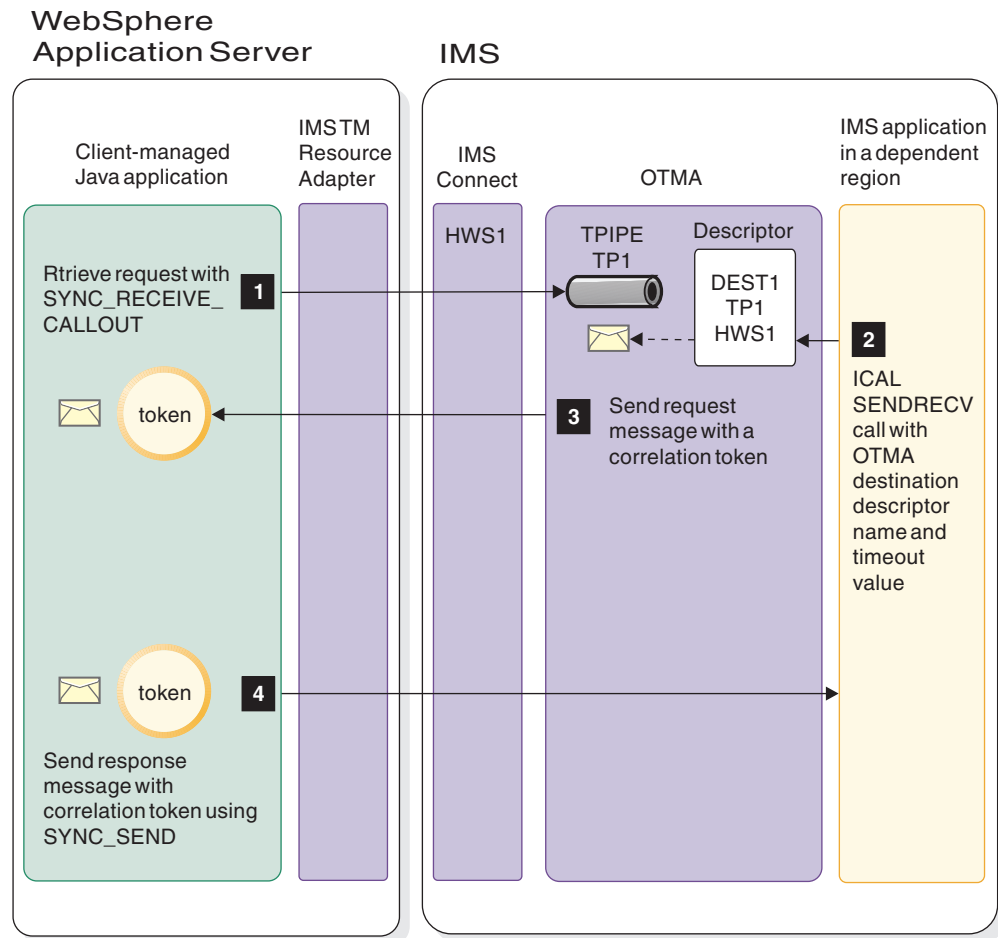 WebSphere
Application Server
IMS
Client-managed
Java application
IMS TM
Resource
Adapter
IMS
Connect
OTMA
IMS application
in a dependent
region
HWS1
TPIPE
TP1
Descriptor
DEST1
TP1
HWS1
Rtrieve request with
SYNC_RECEIVE_
CALLOUT
1
2
ICAL
SENDRECV
call with
OTMA
destination
descriptor
name and
timeout
value
token
3
Send request
message with a
correlation token
token
4
Send response
message with
correlation token using
SYNC_SEND